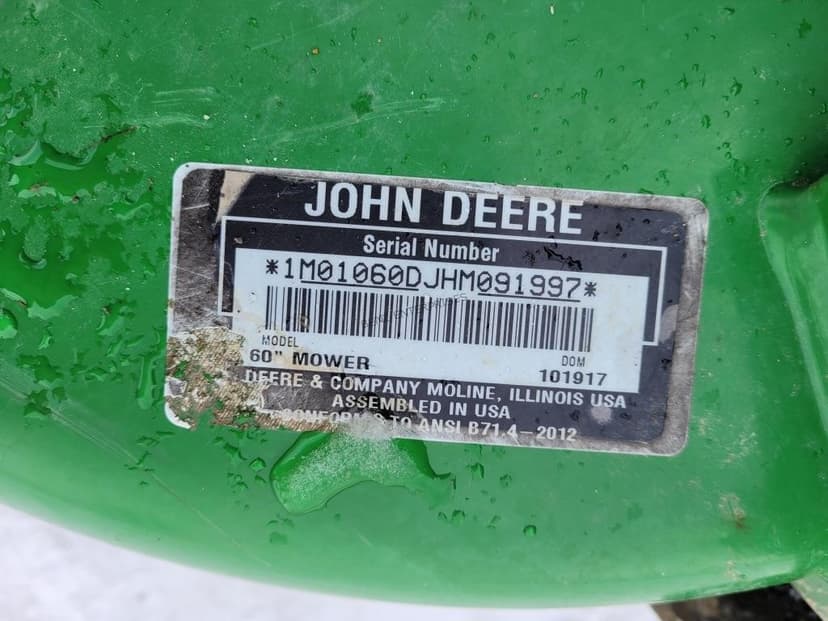 JOHN DEERE
Serial Number
*1M01060DJHM091997*
MODEL
60" MOWER
DOM
101917
DEERE & COMPANY MOLINE, ILLINOIS USA
ASSEMBLED IN USA
CONFORMS TO ANSI B71.4-2012